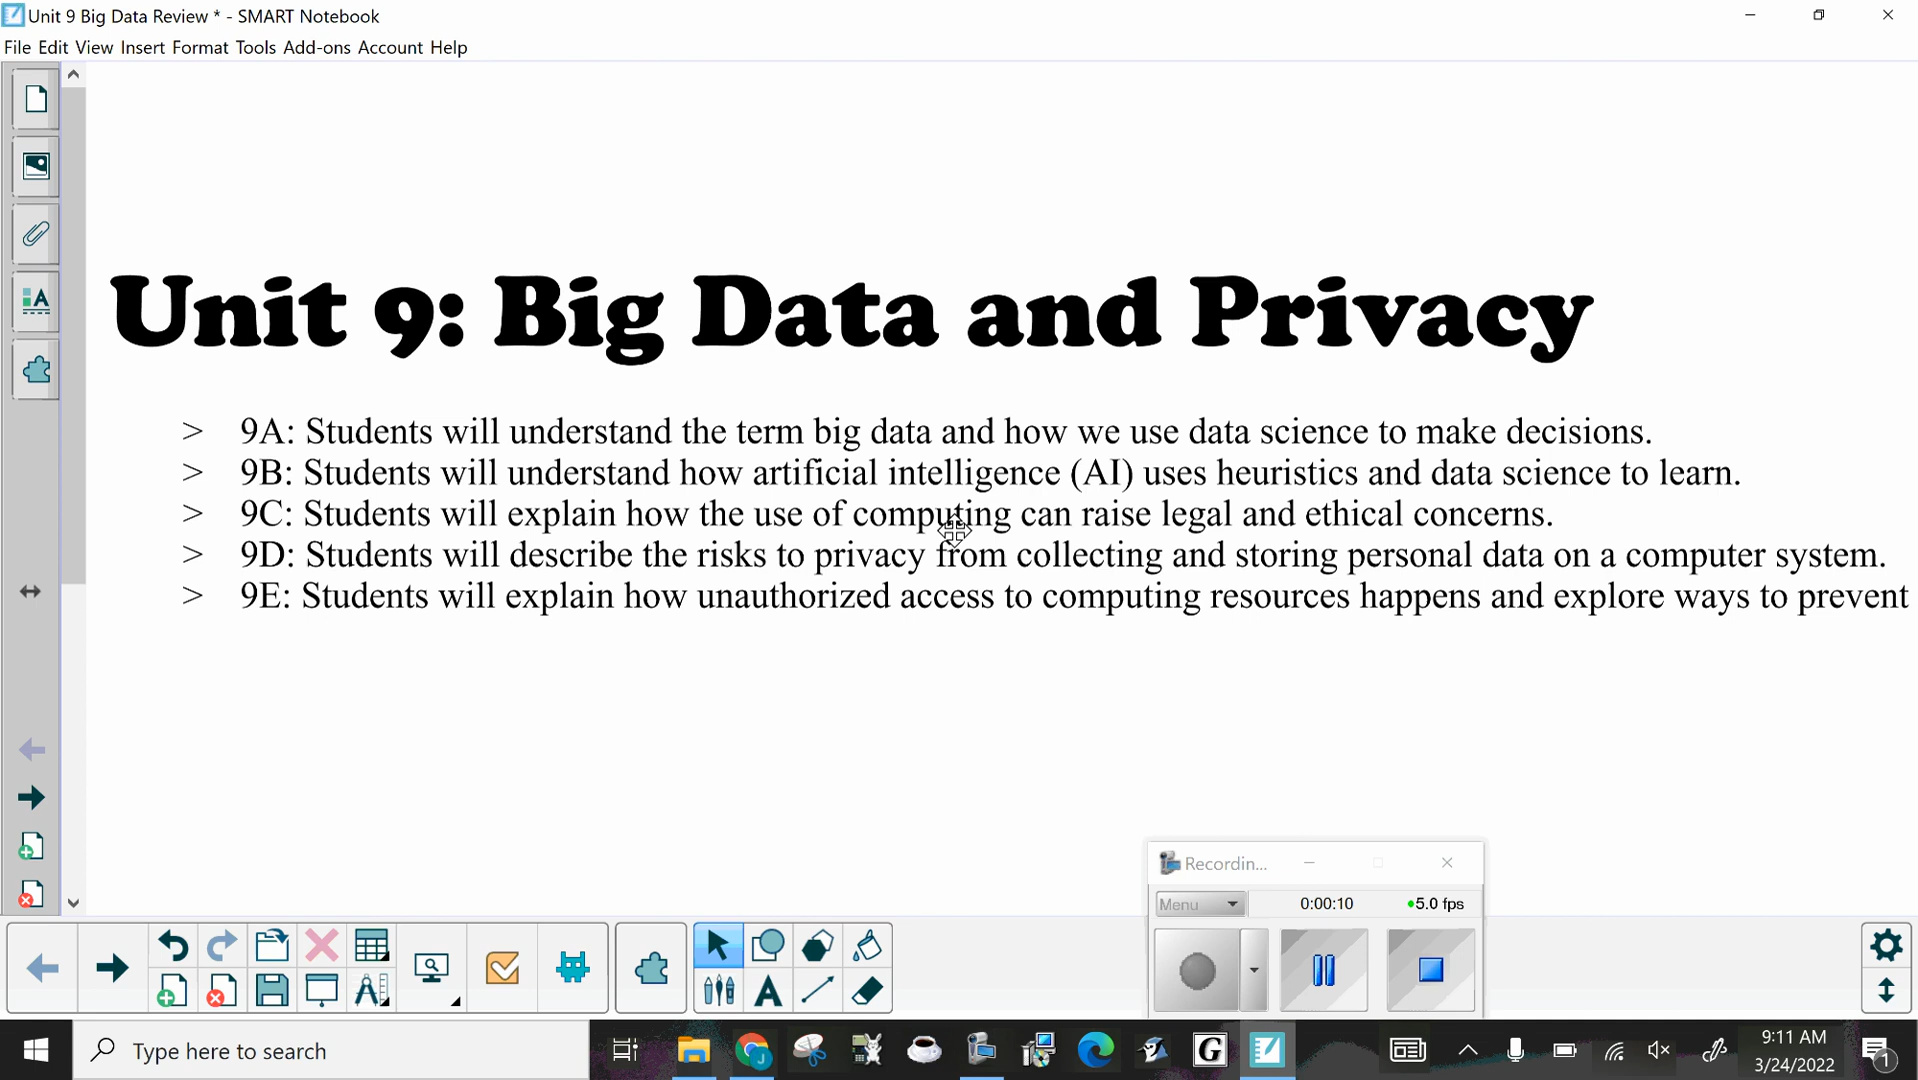 Unit 9 Big Data Review * - SMART Notebook
File Edit View Insert Format Tools Add-ons Account Help
Unit 9: Big Data and Privacy
> 9A: Students will understand the term big data and how we use data science to make decisions.
> 9B: Students will understand how artificial intelligence (AI) uses heuristics and data science to learn.
> 9C: Students will explain how the use of computing can raise legal and ethical concerns.
> 9D: Students will describe the risks to privacy from collecting and storing personal data on a computer system.
> 9E: Students will explain how unauthorized access to computing resources happens and explore ways to prevent
Recordin...
Menu 0:00:10 5.0 fps
Type here to search
9:11 AM
3/24/2022
1